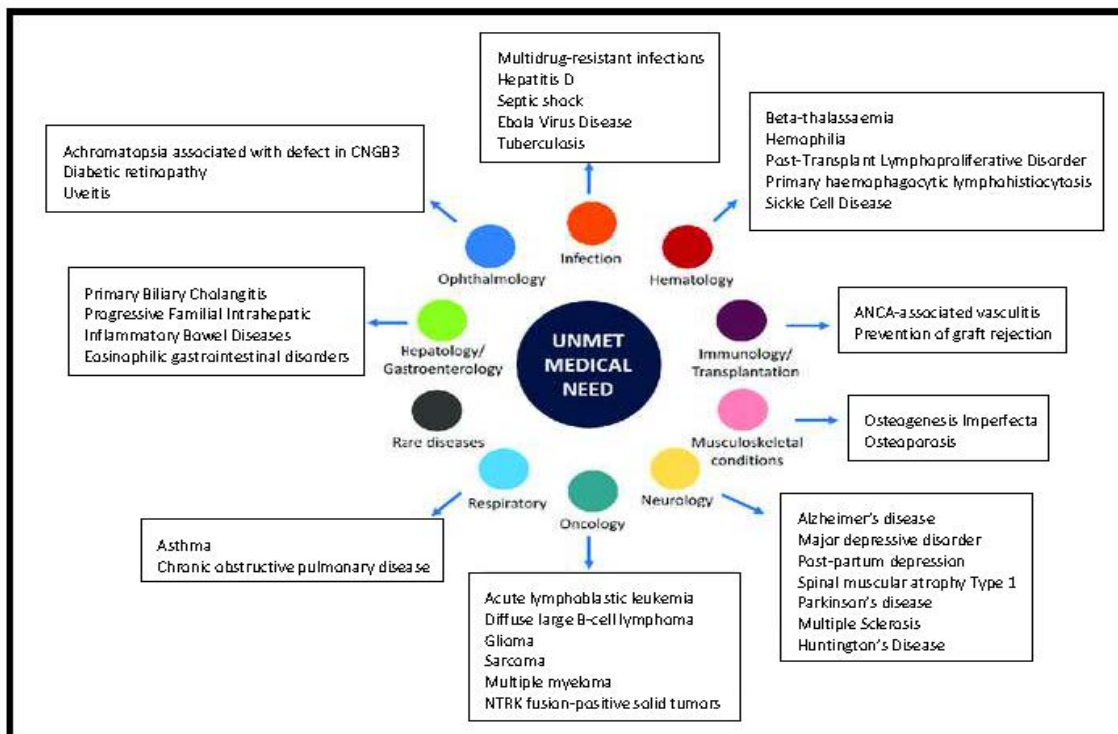 Multidrug-resistant infections
Hepatitis D
Septic shock
Ebola Virus Disease
Tuberculosis
Beta-thalassaemia
Hemophilia
Post-Transplant Lymphoproliferative Disorder
Primary haemophagocytic lymphohistiocytosis
Sickle Cell Disease
Achromatopsia associated with defect in CNGB3
Diabetic retinopathy
Uveitis
Ophthalmology
Infection
Hematology
Primary Biliary Cholangitis
Progressive Familial Intrahepatic
Inflammatory Bowel Diseases
Eosinophilic gastrointestinal disorders
Hepatology/
Gastroenterology
UNMET
MEDICAL
NEED
Immunology/
Transplantation
ANCA-associated vasculitis
Prevention of graft rejection
Rare diseases
Musculoskeletal
conditions
Osteogenesis Imperfecta
Osteoporosis
Respiratory
Oncology
Neurology
Asthma
Chronic obstructive pulmonary disease
Acute lymphoblastic leukemia
Diffuse large B-cell lymphoma
Glioma
Sarcoma
Multiple myeloma
NTRK fusion-positive solid tumors
Alzheimer's disease
Major depressive disorder
Post-partum depression
Spinal muscular atrophy Type 1
Parkinson's disease
Multiple Sclerosis
Huntington's Disease